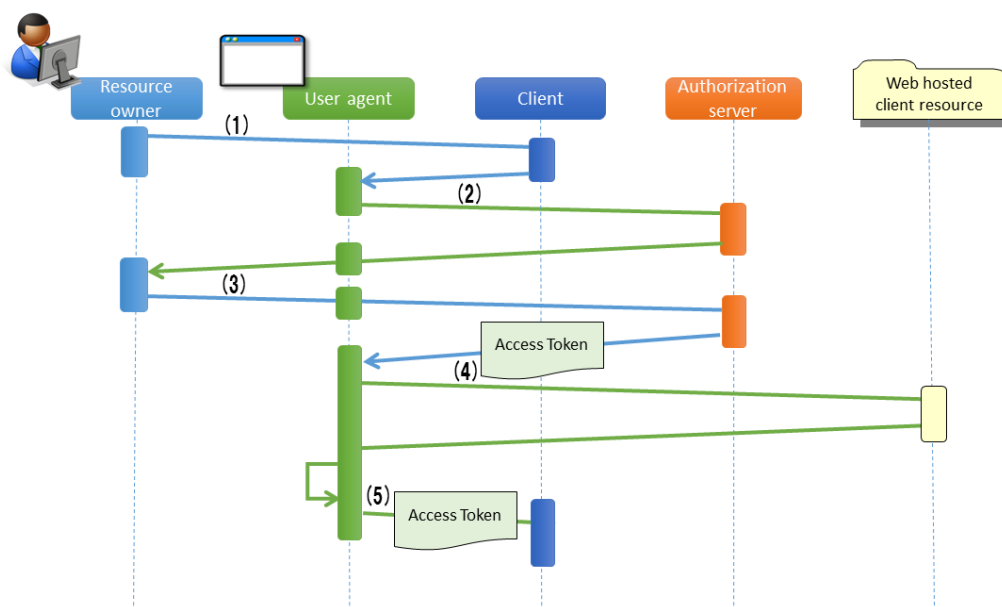 Resource
owner
User agent
Client
Authorization
server
Web hosted
client resource
(1)
(2)
(3)
Access Token
(4)
(5)
Access Token